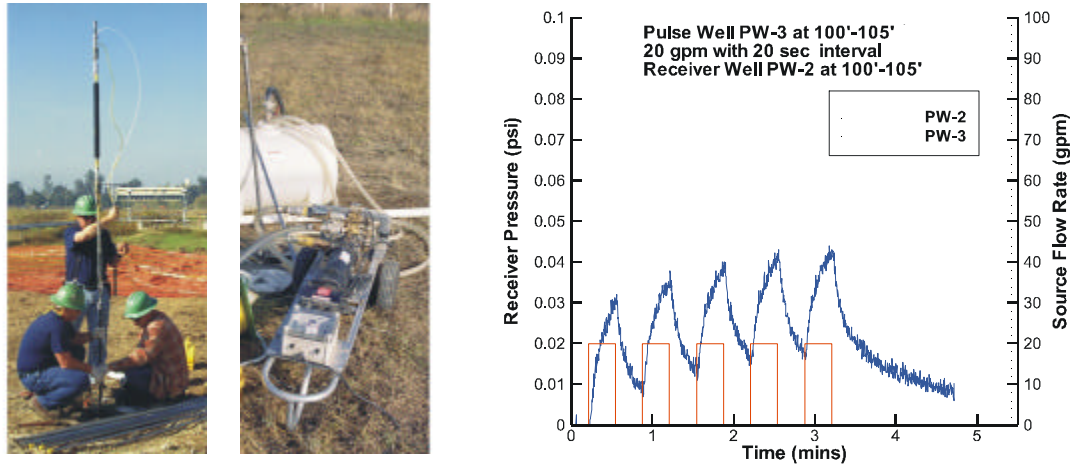 Pulse Well PW-3 at 100'-105'
20 gpm with 20 sec interval
Receiver Well PW-2 at 100'-105'
PW-2
PW-3
Receiver Pressure (psi)
0.1
0.09
0.08
0.07
0.06
0.05
0.04
0.03
0.02
0.01
0
Source Flow Rate (gpm)
100
90
80
70
60
50
40
30
20
10
0
0 1 2 3 4 5
Time (mins)